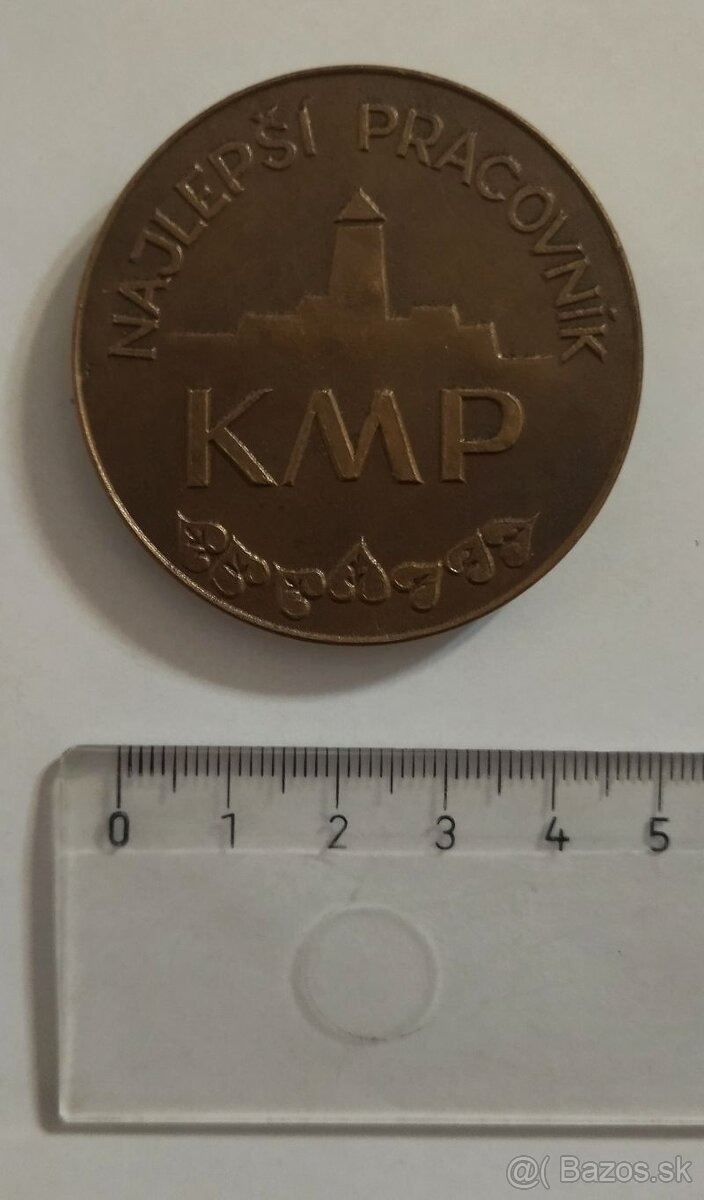 NAJLEPŠÍ PRACOVNÍK
KMP
0 1 2 3 4 5
@( Bazos.sk